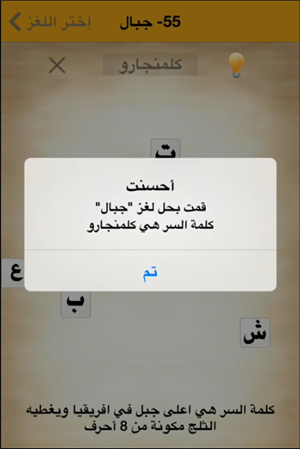 55- جبال
إختر اللغز
كلمنجارو
ت
أحسنت
قمت بحل لغز "جبال"
كلمة السر هي كلمنجارو
تم
ع
ب
ش
كلمة السر هي اعلى جبل في افريقيا ويغطيه
الثلج مكونة من 8 أحرف